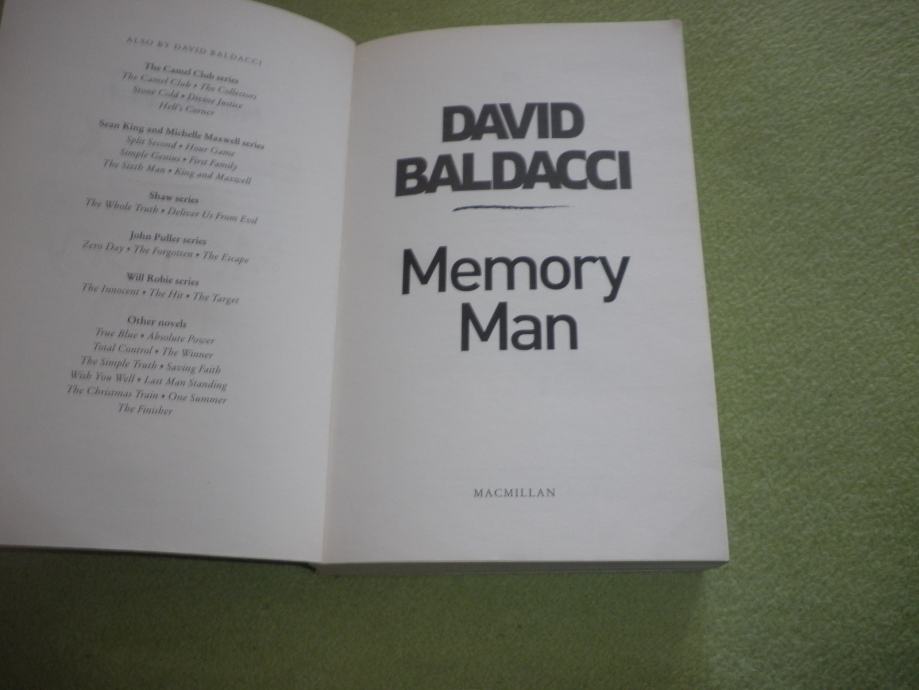 ALSO BY DAVID BALDACCI
The Camel Club series
The Camel Club • The Collectors
Stone Cold • Divine Justice
Hell's Corner
Sean King and Michelle Maxwell series
Split Second • Hour Game
Simple Genius • First Family
The Sixth Man • King and Maxwell
Shaw series
The Whole Truth • Deliver Us From Evil
John Puller series
Zero Day • The Forgotten • The Escape
Will Robie series
The Innocent • The Hit • The Target
Other novels
True Blue • Absolute Power
Total Control • The Winner
The Simple Truth • Saving Faith
Wish You Well • Last Man Standing
The Christmas Train • One Summer
The Finisher
DAVID
BALDACCI
Memory
Man
MACMILLAN